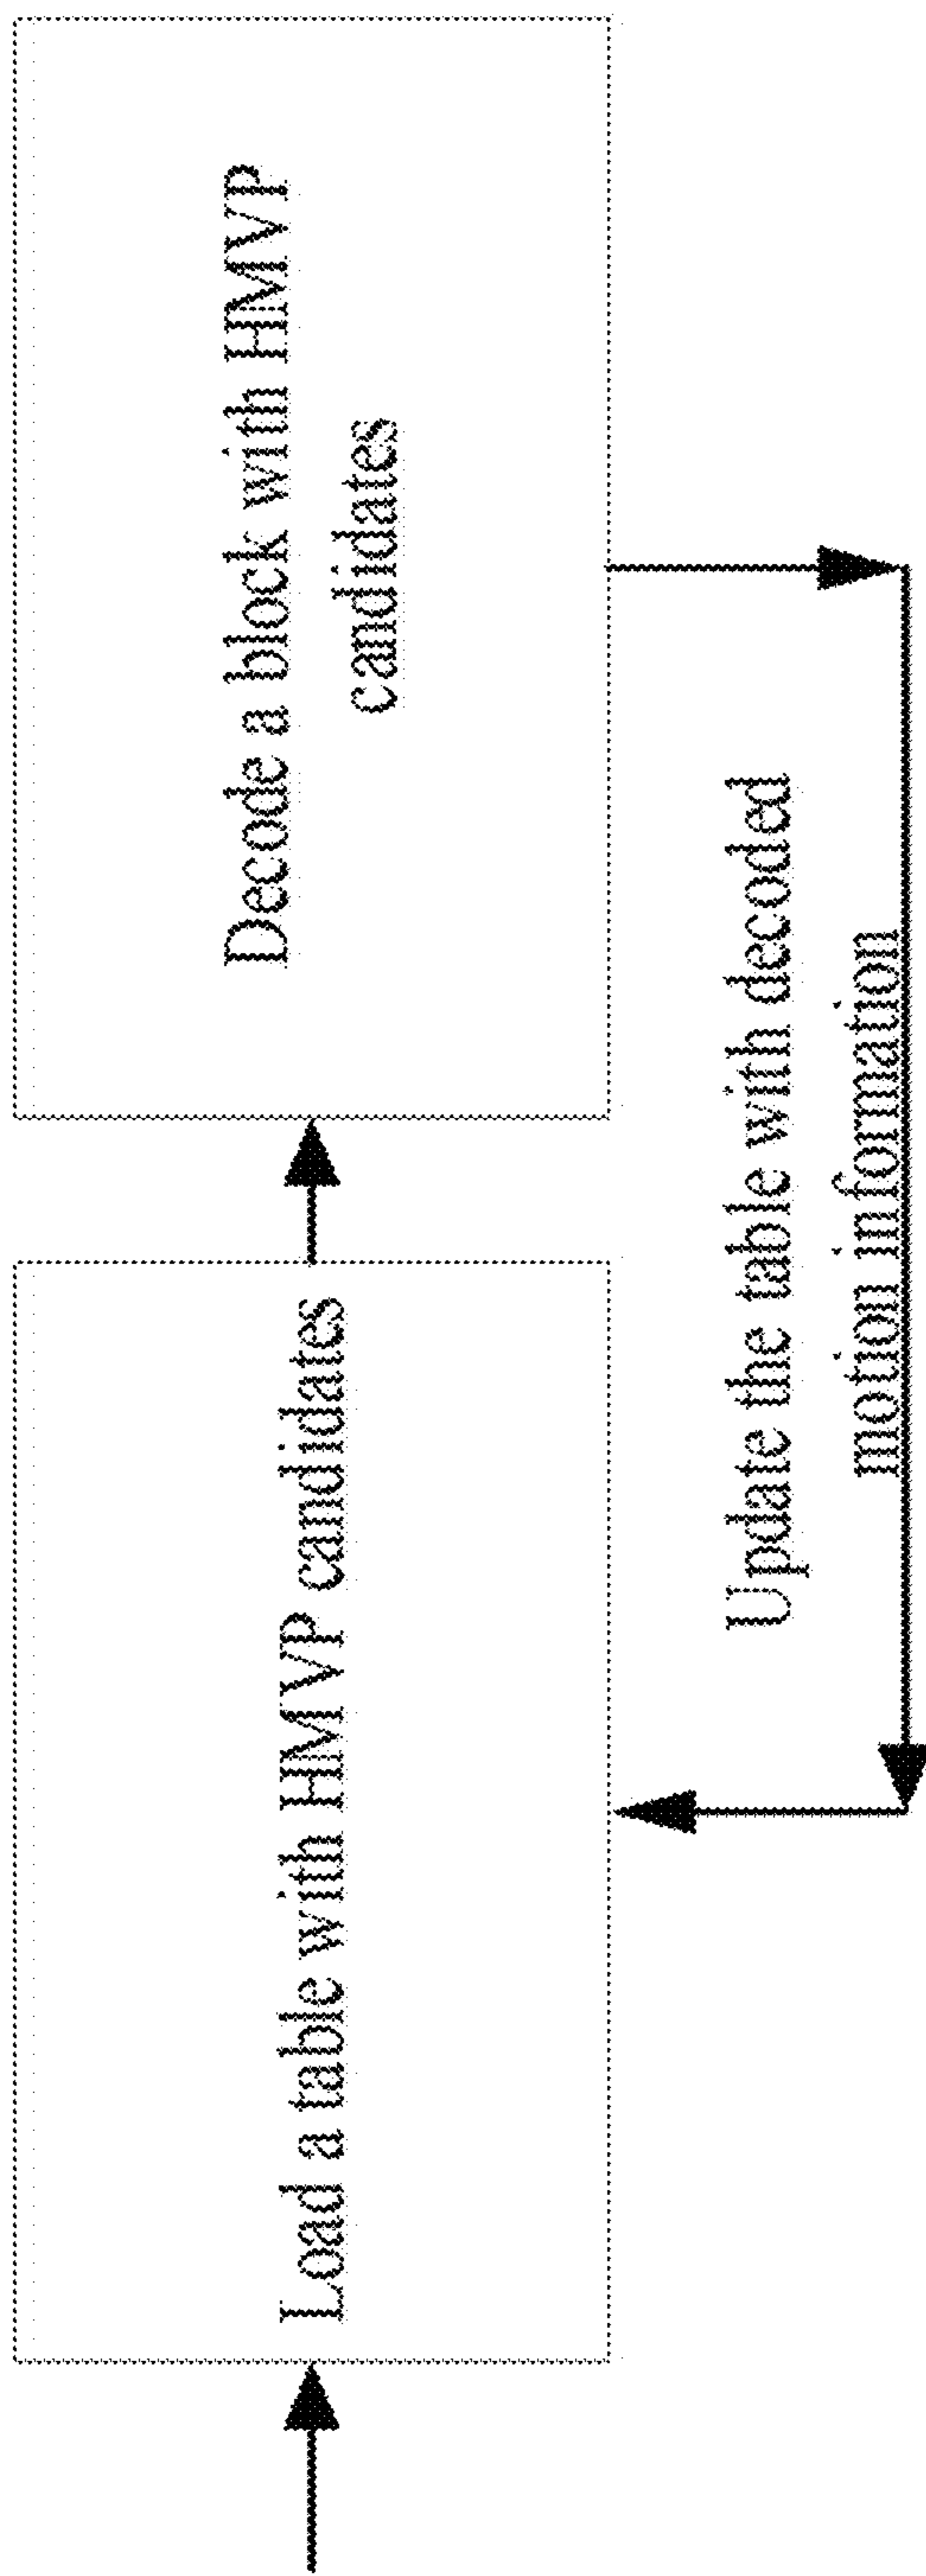 Load a table with HMVP candidates
Decode a block with HMVP
candidates
Update the table with decoded
motion information